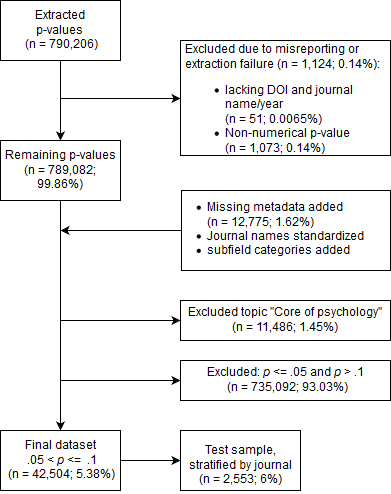 Extracted
p-values
(n = 790,206)
Excluded due to misreporting or
extraction failure (n = 1,124; 0.14%):
• lacking DOI and journal
name/year
(n = 51; 0.0065%)
• Non-numerical p-value
(n = 1,073; 0.14%)
Remaining p-values
(n = 789,082;
99.86%)
• Missing metadata added
(n = 12,775; 1.62%)
• Journal names standardized
• subfield categories added
Excluded topic "Core of psychology"
(n = 11,486; 1.45%)
Excluded: p <= .05 and p > .1
(n = 735,092; 93.03%)
Final dataset
.05 < p <= .1
(n = 42,504; 5.38%)
Test sample,
stratified by journal
(n = 2,553; 6%)